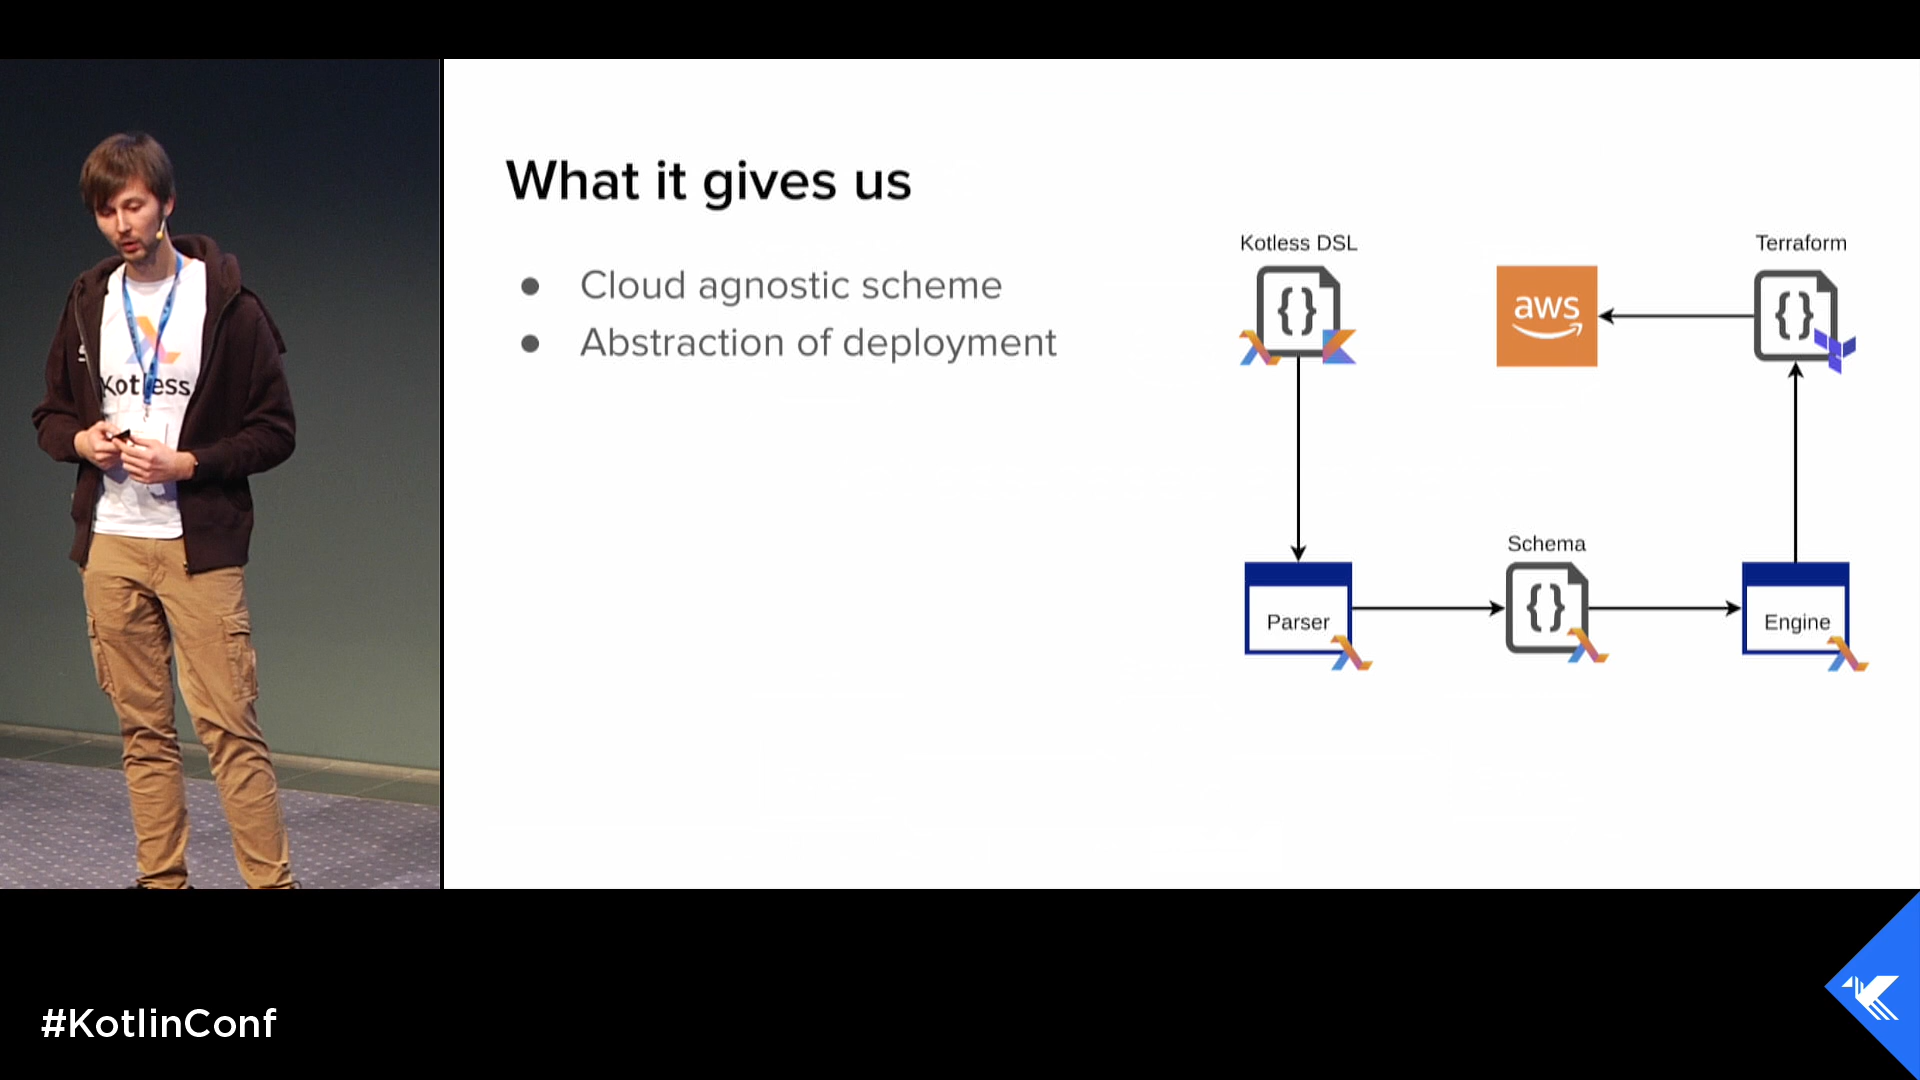 What it gives us
● Cloud agnostic scheme
● Abstraction of deployment
Kotless DSL
{}
aws
Terraform
{}
Schema
Parser
{}
Engine
Kotless
#KotlinConf